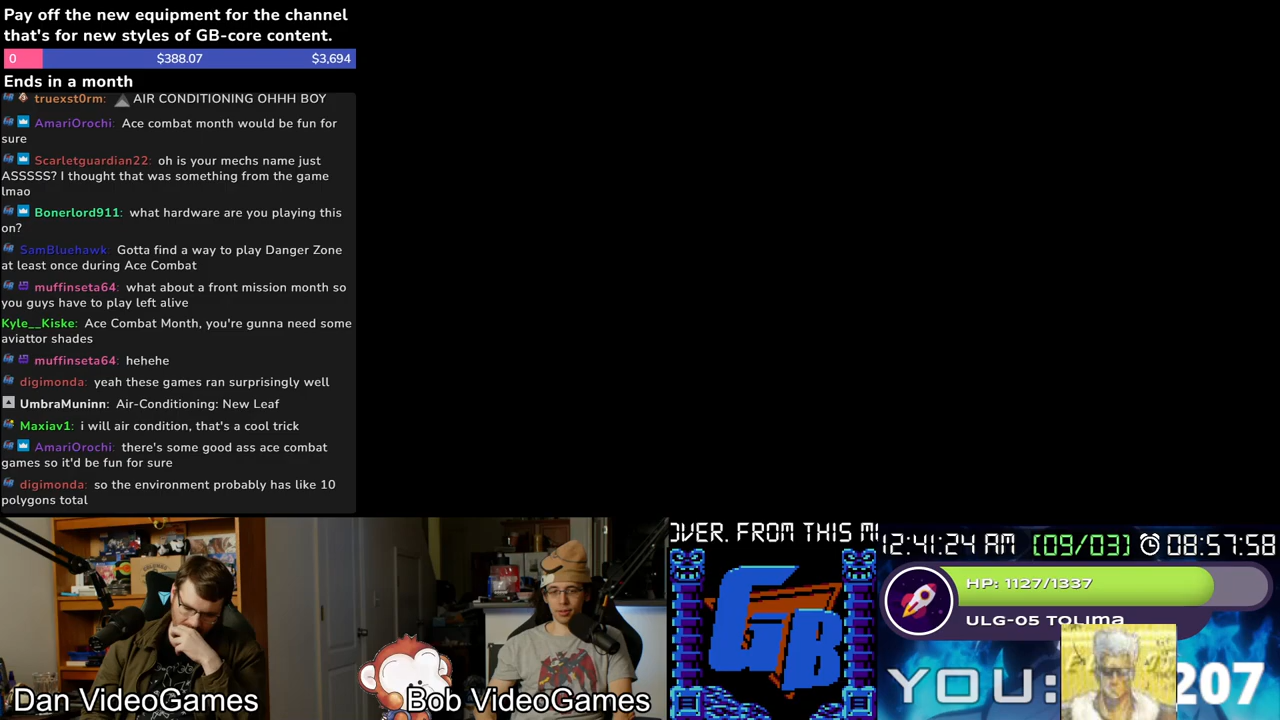 Pay off the new equipment for the channel
that's for new styles of GB-core content.
0 $388.07 $3,694
Ends in a month
truexst0rm: AIR CONDITIONING OHHH BOY
AmariOrochi: Ace combat month would be fun for
sure
Scarletguardian22: oh is your mechs name just
ASSSSS? I thought that was something from the game
lmao
Bonerlord911: what hardware are you playing this
on?
SamBluehawk: Gotta find a way to play Danger Zone
at least once during Ace Combat
muffinseta64: what about a front mission month so
you guys have to play left alive
Kyle__Kiske: Ace Combat Month, you're gunna need some
aviattor shades
muffinseta64: hehehe
digimonda: yeah these games ran surprisingly well
UmbraMuninn: Air-Conditioning: New Leaf
Maxiav1: i will air condition, that's a cool trick
AmariOrochi: there's some good ass ace combat
games so it'd be fun for sure
digimonda: so the environment probably has like 10
polygons total
OVER. FROM THIS M
12:41:24 AM [09/03] 08:57:58
HP: 1127/1337
ULG-05 TOLIMA
GB
YOU: 207
Dan VideoGames
Bob VideoGames